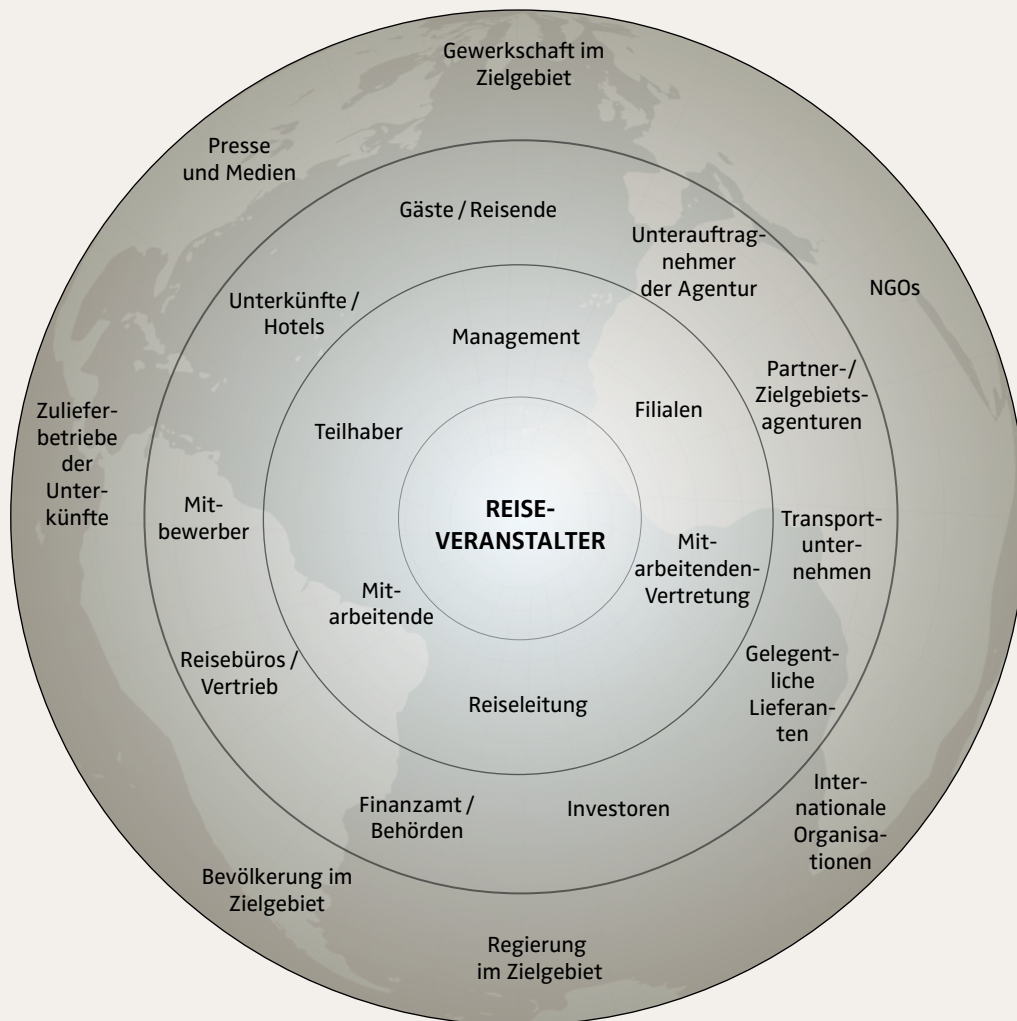 Gewerkschaft im
Zielgebiet
Presse
und Medien
Gäste / Reisende
Unterauftrag-
nehmer
der Agentur
NGOs
Unterkünfte /
Hotels
Management
Partner- /
Zielgebiets-
agenturen
Filialen
Teilhaber
Zuliefer-
betriebe
der
Unter-
künfte
Mit-
bewerber
REISE-
VERANSTALTER
Transport-
unter-
nehmen
Mit-
arbeitenden-
Vertretung
Mit-
arbeitende
Reisebüros /
Vertrieb
Gelegent-
liche
Lieferan-
ten
Reiseleitung
Inter-
nationale
Organisa-
tionen
Finanzamt /
Behörden
Investoren
Bevölkerung im
Zielgebiet
Regierung
im Zielgebiet